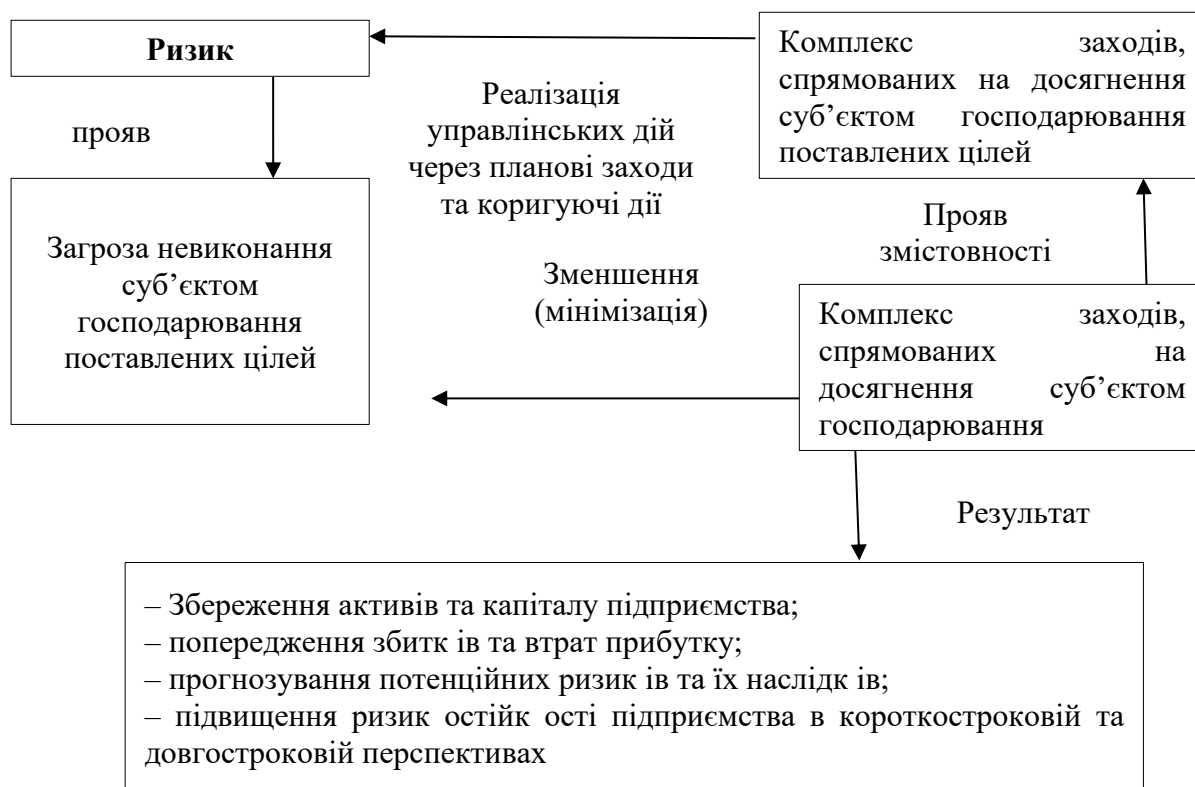 Ризик
Комплекс заходів,
спрямованих на досягнення
суб’єктом господарювання
поставлених цілей
прояв
Реалізація
управлінських дій
через планові заходи
та коригуючі дії
Прояв
змістовності
Загроза невиконання
суб’єктом
господарювання
поставлених цілей
Зменшення
(мінімізація)
Комплекс заходів,
спрямованих на
досягнення суб’єктом
господарювання
Результат
– Збереження активів та капіталу підприємства;
– попередження збитк ів та втрат прибутку;
– прогнозування потенційних ризик ів та їх наслідк ів;
– підвищення ризик остійк ості підприємства в короткостроковій та
довгостроковій перспективах